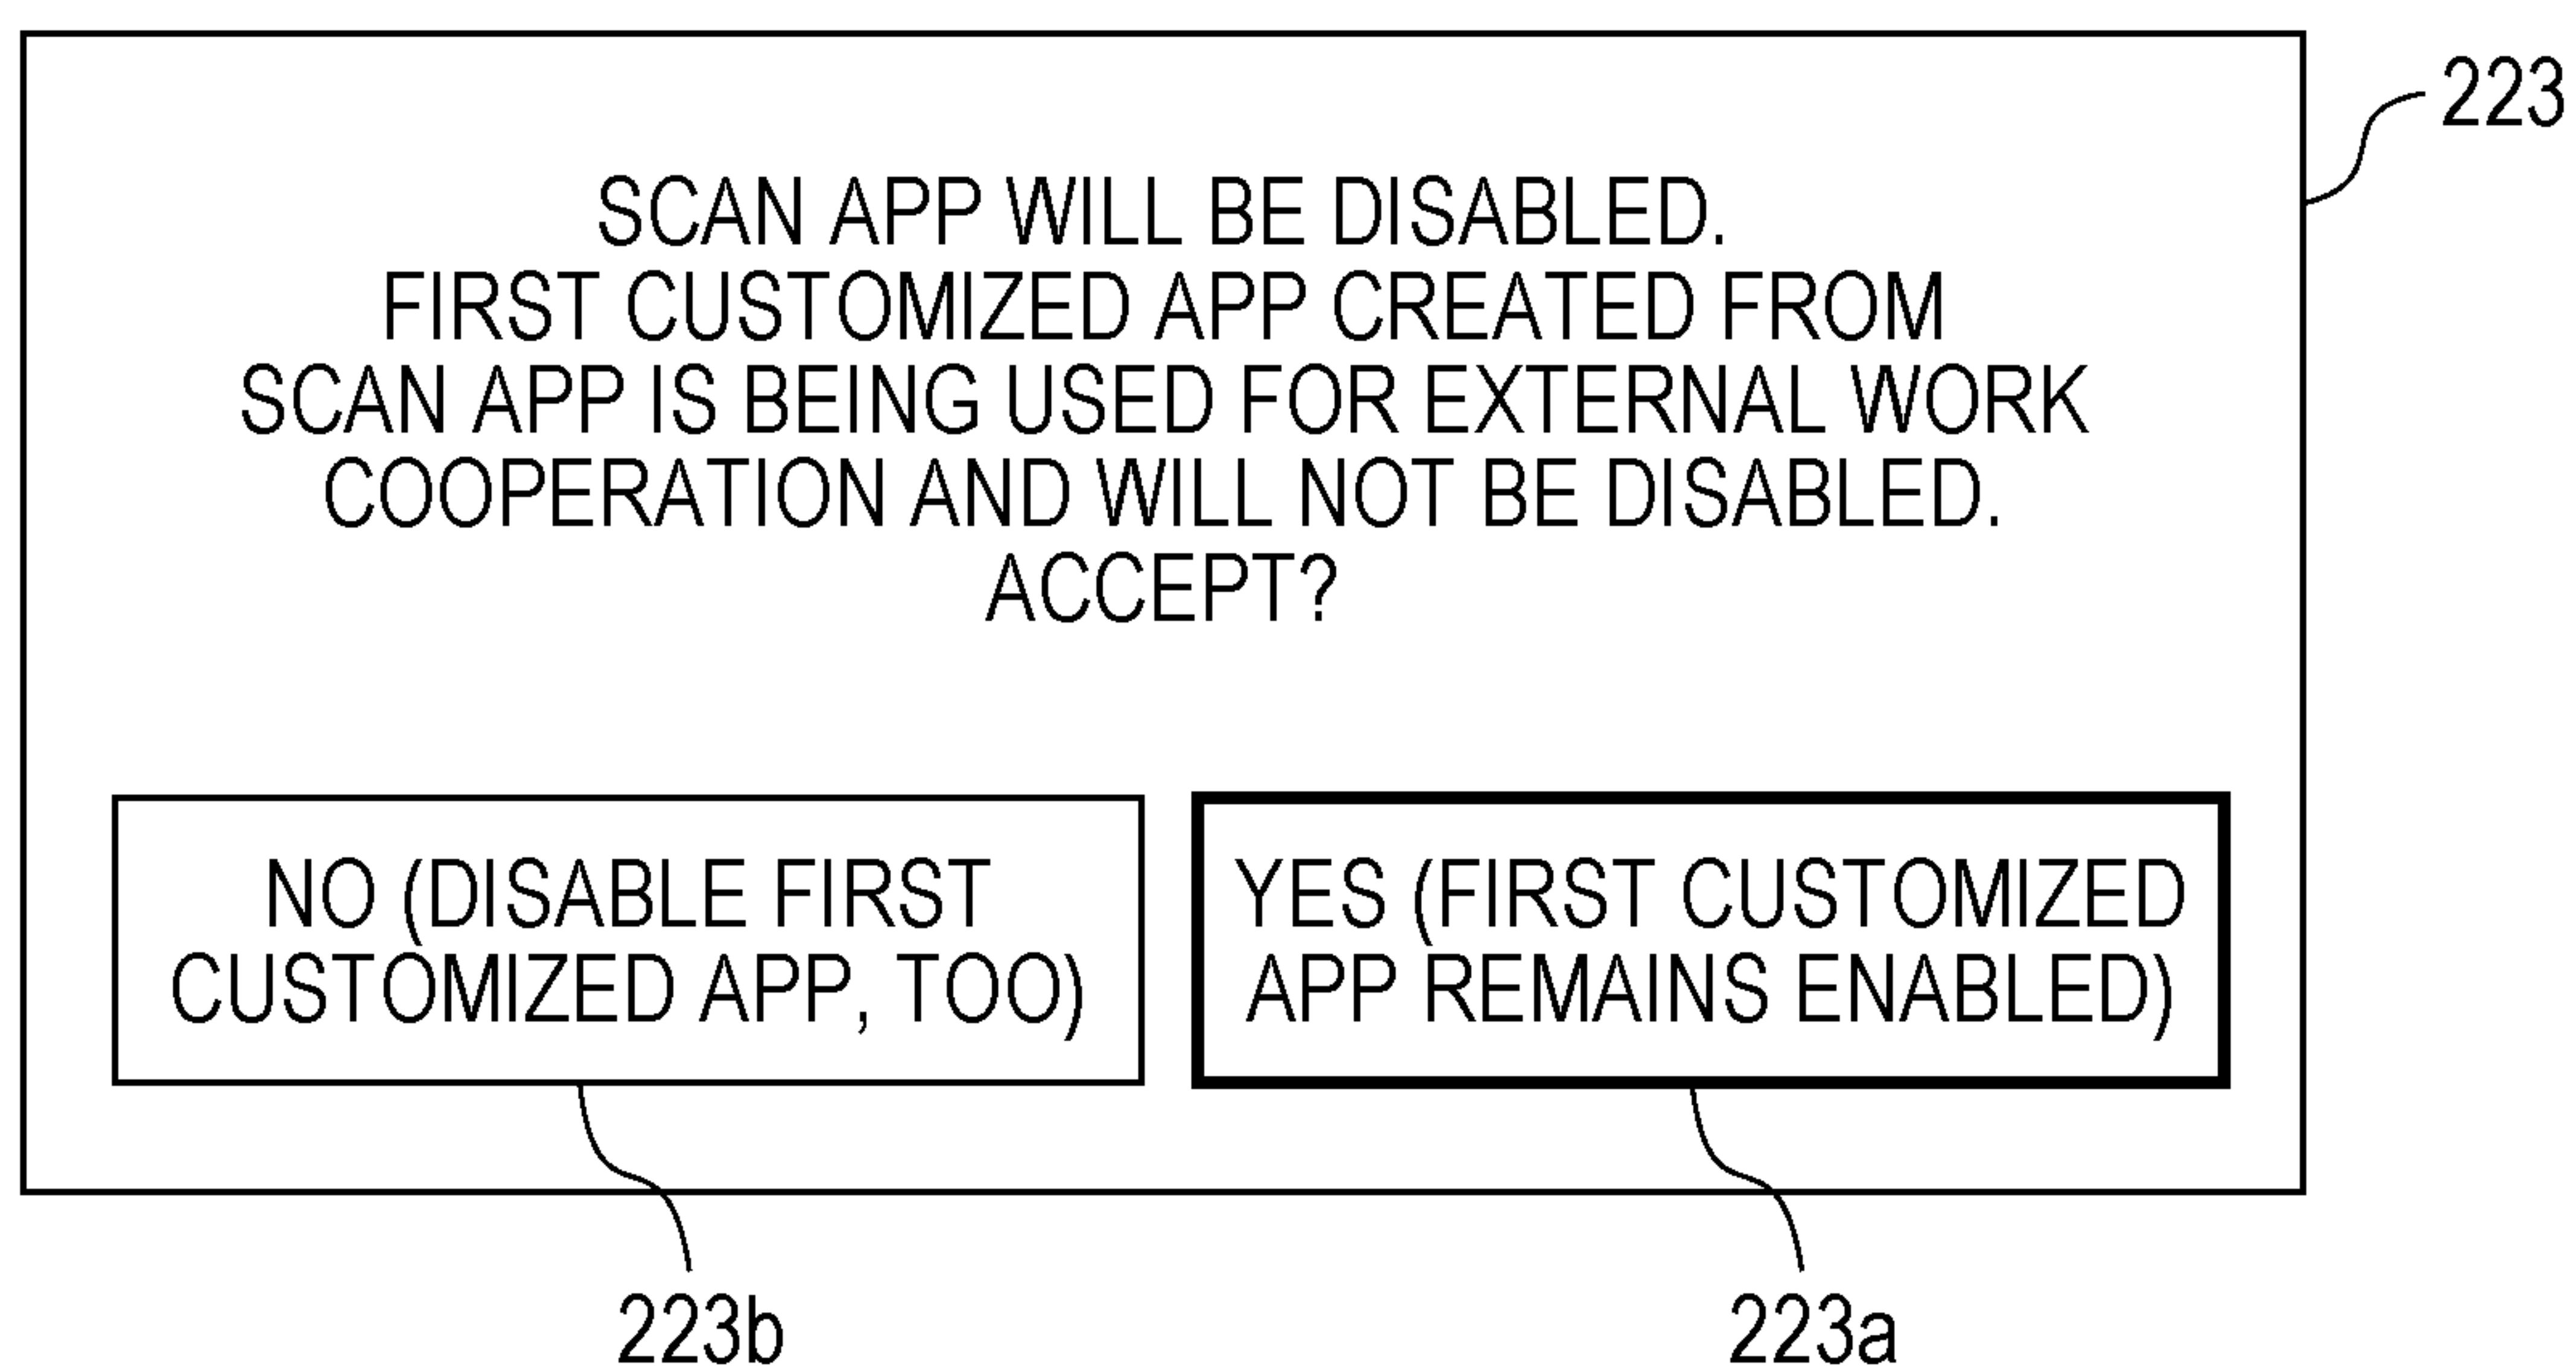 223
SCAN APP WILL BE DISABLED.
FIRST CUSTOMIZED APP CREATED FROM
SCAN APP IS BEING USED FOR EXTERNAL WORK
COOPERATION AND WILL NOT BE DISABLED.
ACCEPT?
NO (DISABLE FIRST
CUSTOMIZED APP, TOO)
YES (FIRST CUSTOMIZED
APP REMAINS ENABLED)
223b
223a